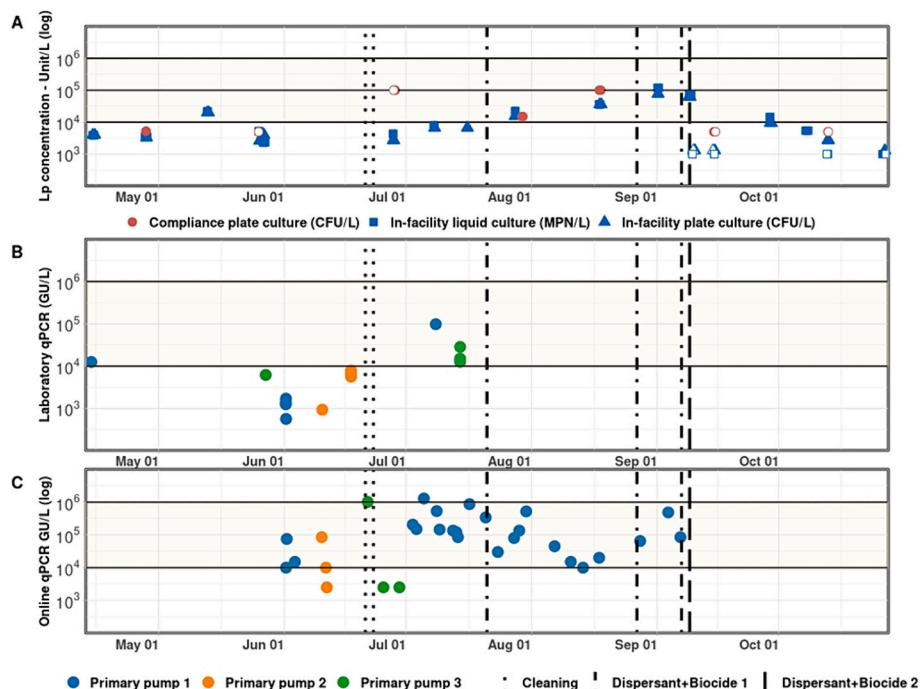 A
Lp concentration - Unit/L (log)
10⁶
10⁵
10⁴
10³
May 01 Jun 01 Jul 01 Aug 01 Sep 01 Oct 01
Compliance plate culture (CFU/L) In-facility liquid culture (MPN/L) In-facility plate culture (CFU/L)
B
Laboratory qPCR (GU/L)
10⁶
10⁵
10⁴
10³
May 01 Jun 01 Jul 01 Aug 01 Sep 01 Oct 01
C
Online qPCR GU/L (log)
10⁶
10⁵
10⁴
10³
May 01 Jun 01 Jul 01 Aug 01 Sep 01 Oct 01
Primary pump 1 Primary pump 2 Primary pump 3 Cleaning Dispersant+Biocide 1 Dispersant+Biocide 2